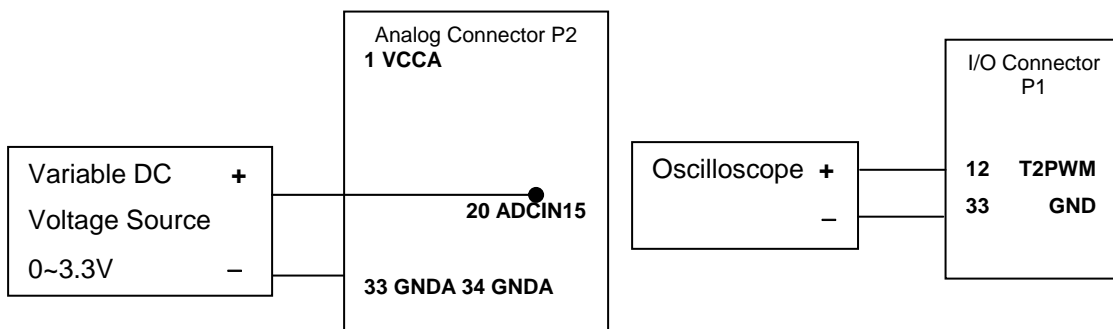 Analog Connector P2
1 VCCA
20 ADCIN15
33 GNDA 34 GNDA
Variable DC +
Voltage Source
0~3.3V –
Oscilloscope +
–
I/O Connector
P1
12 T2PWM
33 GND